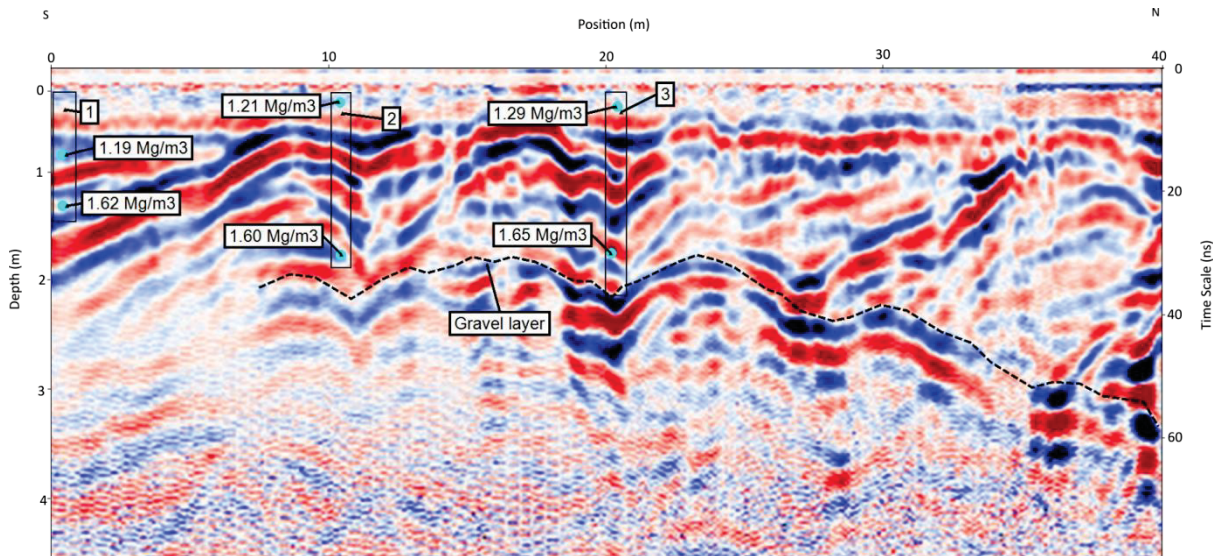 S
Position (m)
N
0
10
20
30
40
0
1
2
3
4
Depth (m)
0
20
40
60
Time Scale (ns)
1
1.19 Mg/m3
1.62 Mg/m3
1.21 Mg/m3
2
1.60 Mg/m3
1.29 Mg/m3
3
1.65 Mg/m3
Gravel layer